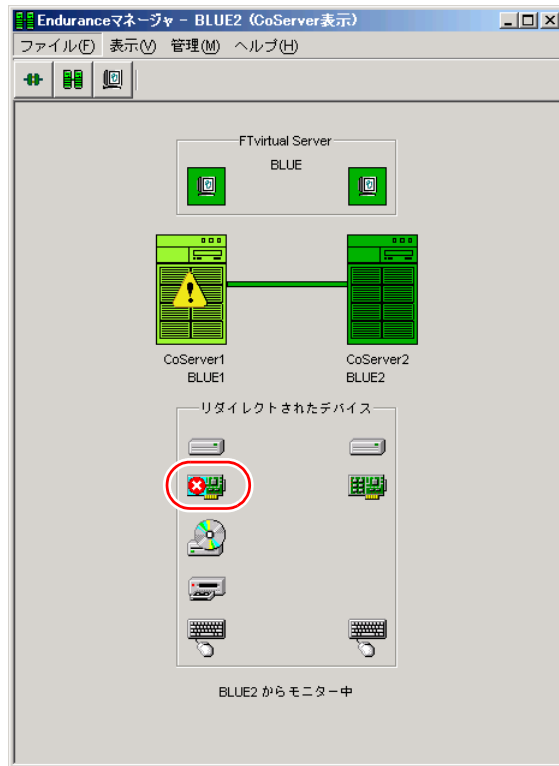 Enduranceマネージャ - BLUE2 (CoServer表示)
ファイル(F) 表示(V) 管理(M) ヘルプ(H)
FTvirtual Server
BLUE
CoServer1 CoServer2
BLUE1 BLUE2
リダイレクトされたデバイス
BLUE2 からモニター中